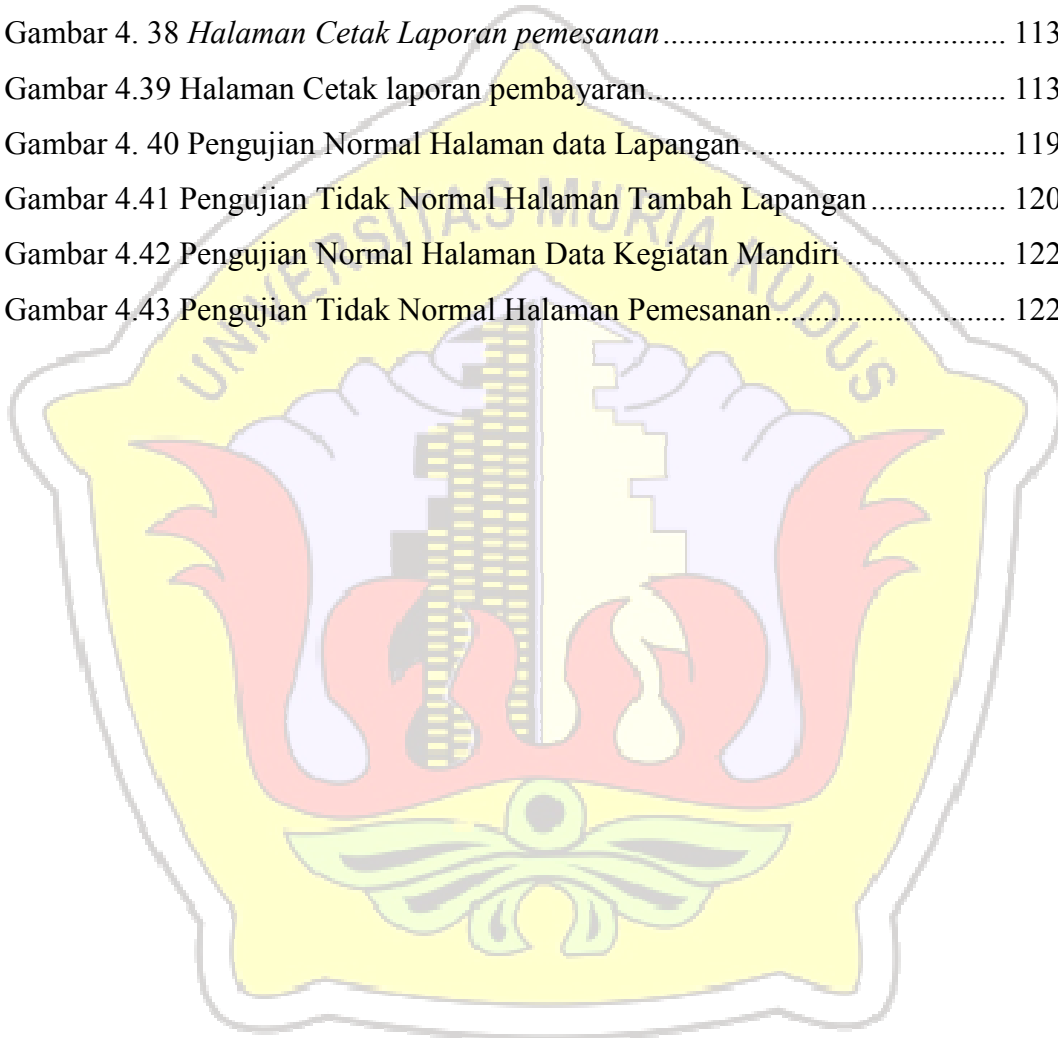 Gambar 4. 38 Halaman Cetak Laporan pemesanan................................................ 113
Gambar 4.39 Halaman Cetak laporan pembayaran.................................................. 113
Gambar 4. 40 Pengujian Normal Halaman data Lapangan..................................... 119
Gambar 4.41 Pengujian Tidak Normal Halaman Tambah Lapangan ................... 120
Gambar 4.42 Pengujian Normal Halaman Data Kegiatan Mandiri ...................... 122
Gambar 4.43 Pengujian Tidak Normal Halaman Pemesanan................................ 122
UNIVERSITAS MURIA KUDUS